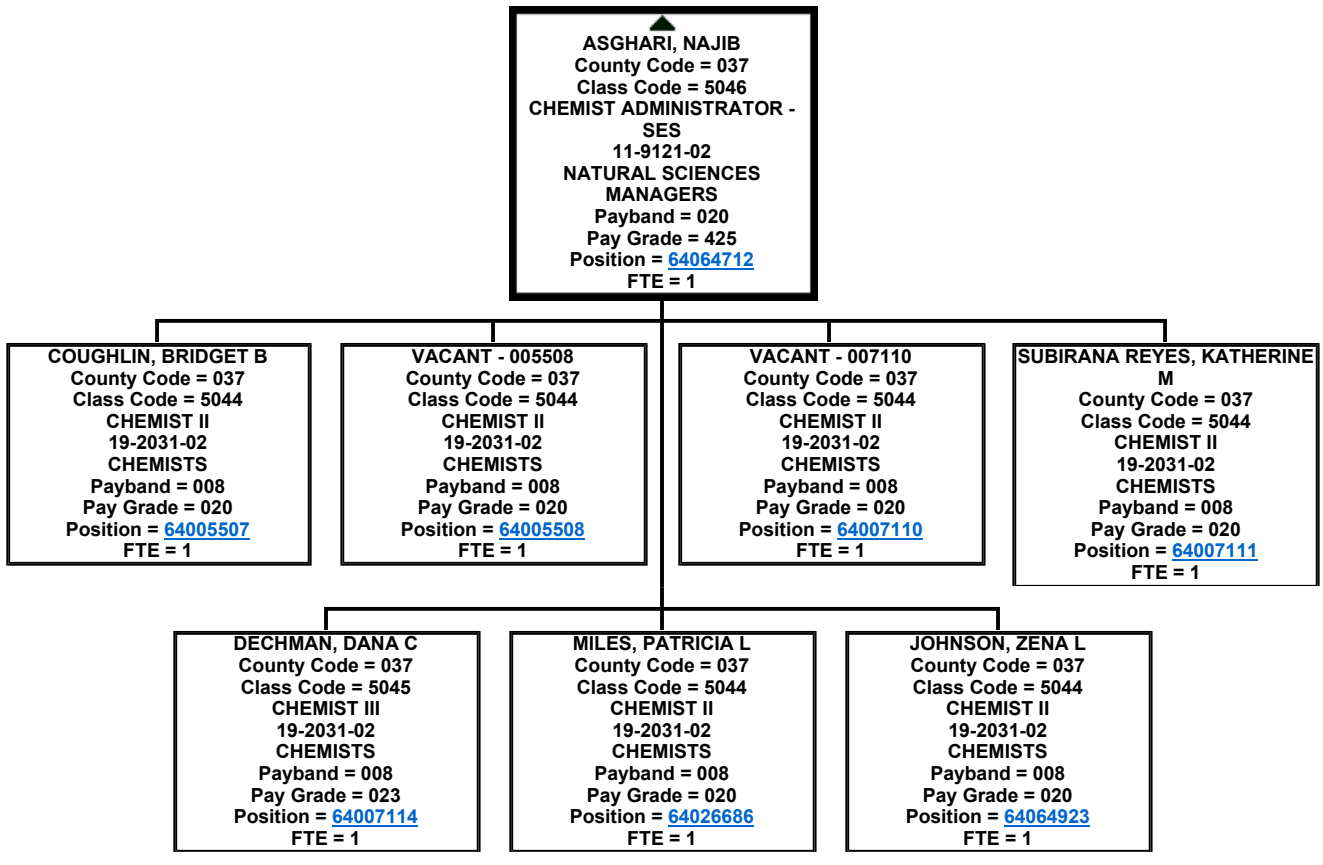 ASGHARI, NAJIB
County Code = 037
Class Code = 5046
CHEMIST ADMINISTRATOR -
SES
11-9121-02
NATURAL SCIENCES
MANAGERS
Payband = 020
Pay Grade = 425
Position = 64064712
FTE = 1
COUGHLIN, BRIDGET B
County Code = 037
Class Code = 5044
CHEMIST II
19-2031-02
CHEMISTS
Payband = 008
Pay Grade = 020
Position = 64005507
FTE = 1
VACANT - 005508
County Code = 037
Class Code = 5044
CHEMIST II
19-2031-02
CHEMISTS
Payband = 008
Pay Grade = 020
Position = 64005508
FTE = 1
VACANT - 007110
County Code = 037
Class Code = 5044
CHEMIST II
19-2031-02
CHEMISTS
Payband = 008
Pay Grade = 020
Position = 64007110
FTE = 1
SUBIRANA REYES, KATHERINE
M
County Code = 037
Class Code = 5044
CHEMIST II
19-2031-02
CHEMISTS
Payband = 008
Pay Grade = 020
Position = 64007111
FTE = 1
DECHMAN, DANA C
County Code = 037
Class Code = 5045
CHEMIST III
19-2031-02
CHEMISTS
Payband = 008
Pay Grade = 023
Position = 64007114
FTE = 1
MILES, PATRICIA L
County Code = 037
Class Code = 5044
CHEMIST II
19-2031-02
CHEMISTS
Payband = 008
Pay Grade = 020
Position = 64026686
FTE = 1
JOHNSON, ZENA L
County Code = 037
Class Code = 5044
CHEMIST II
19-2031-02
CHEMISTS
Payband = 008
Pay Grade = 020
Position = 64064923
FTE = 1